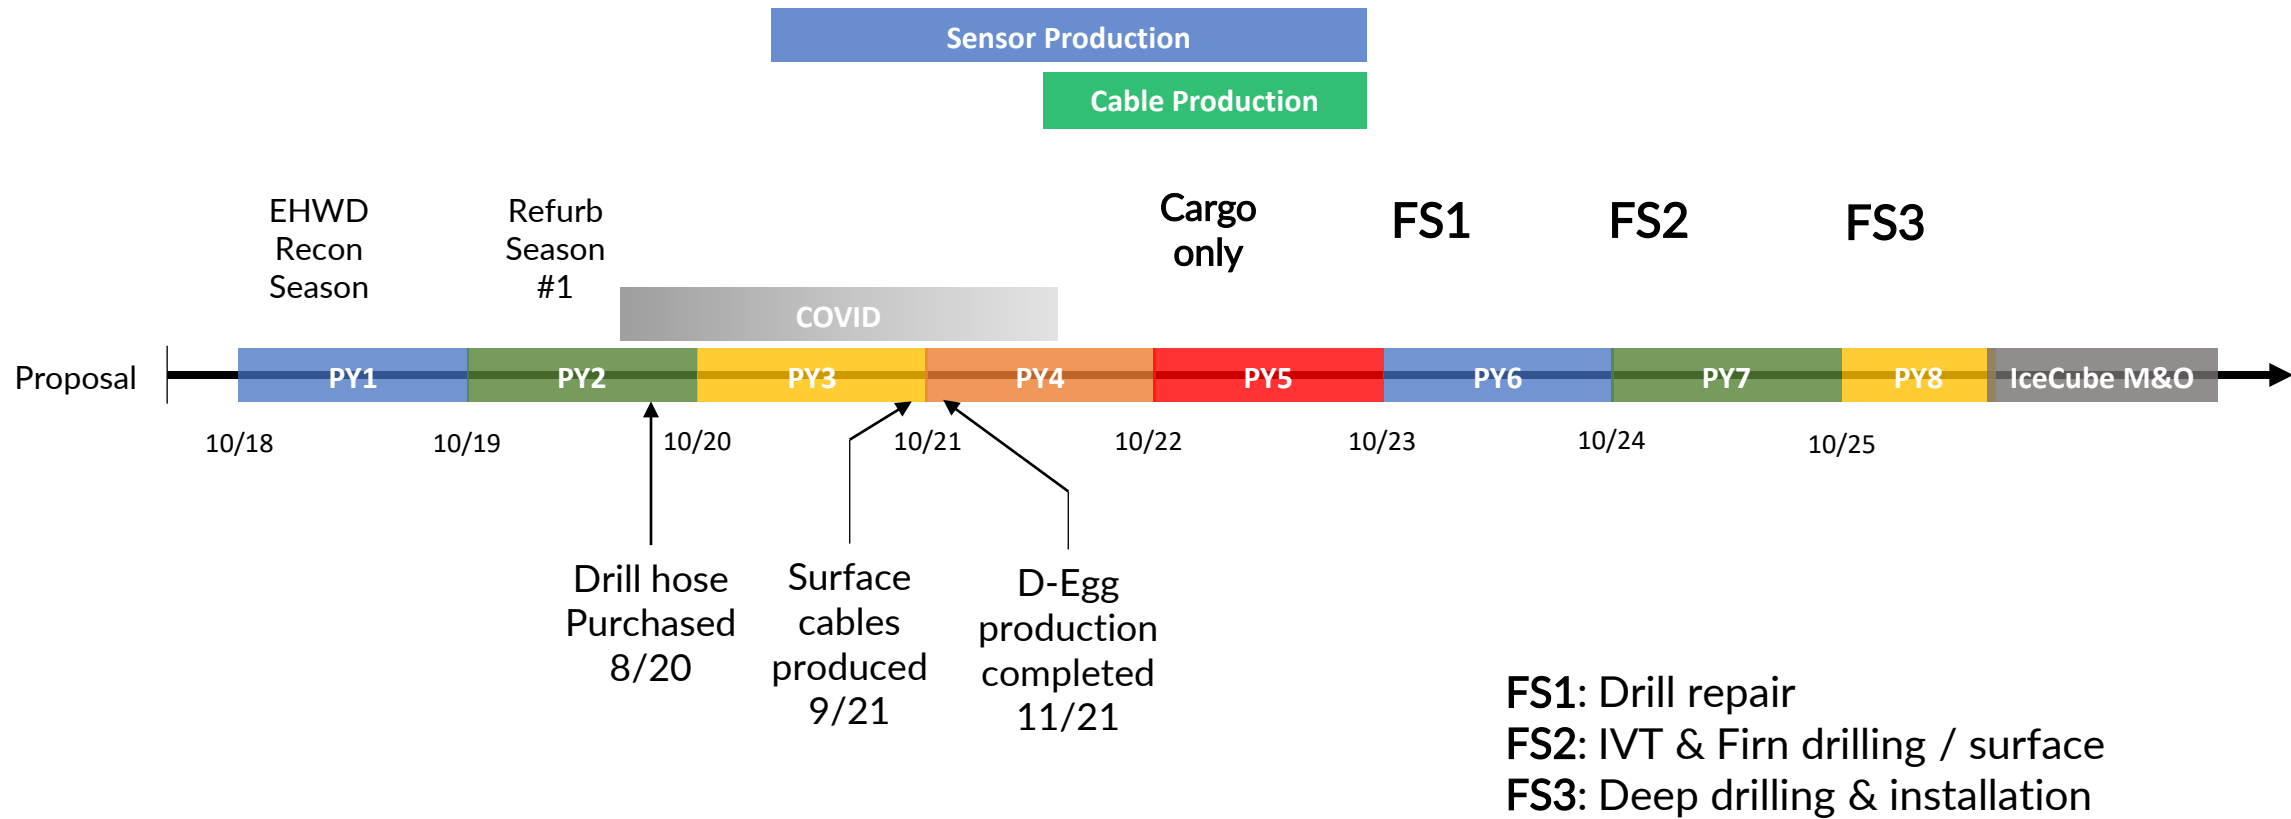 Sensor Production
Cable Production
EHWD
Recon
Season
Refurb
Season
#1
Cargo
only
FS1
FS2
FS3
COVID
Proposal
PY1
PY2
PY3
PY4
PY5
PY6
PY7
PY8
IceCube M&O
10/18
10/19
10/20
10/21
10/22
10/23
10/24
10/25
Drill hose
Purchased
8/20
Surface
cables
produced
9/21
D-Egg
production
completed
11/21
FS1: Drill repair
FS2: IVT & Firn drilling / surface
FS3: Deep drilling & installation